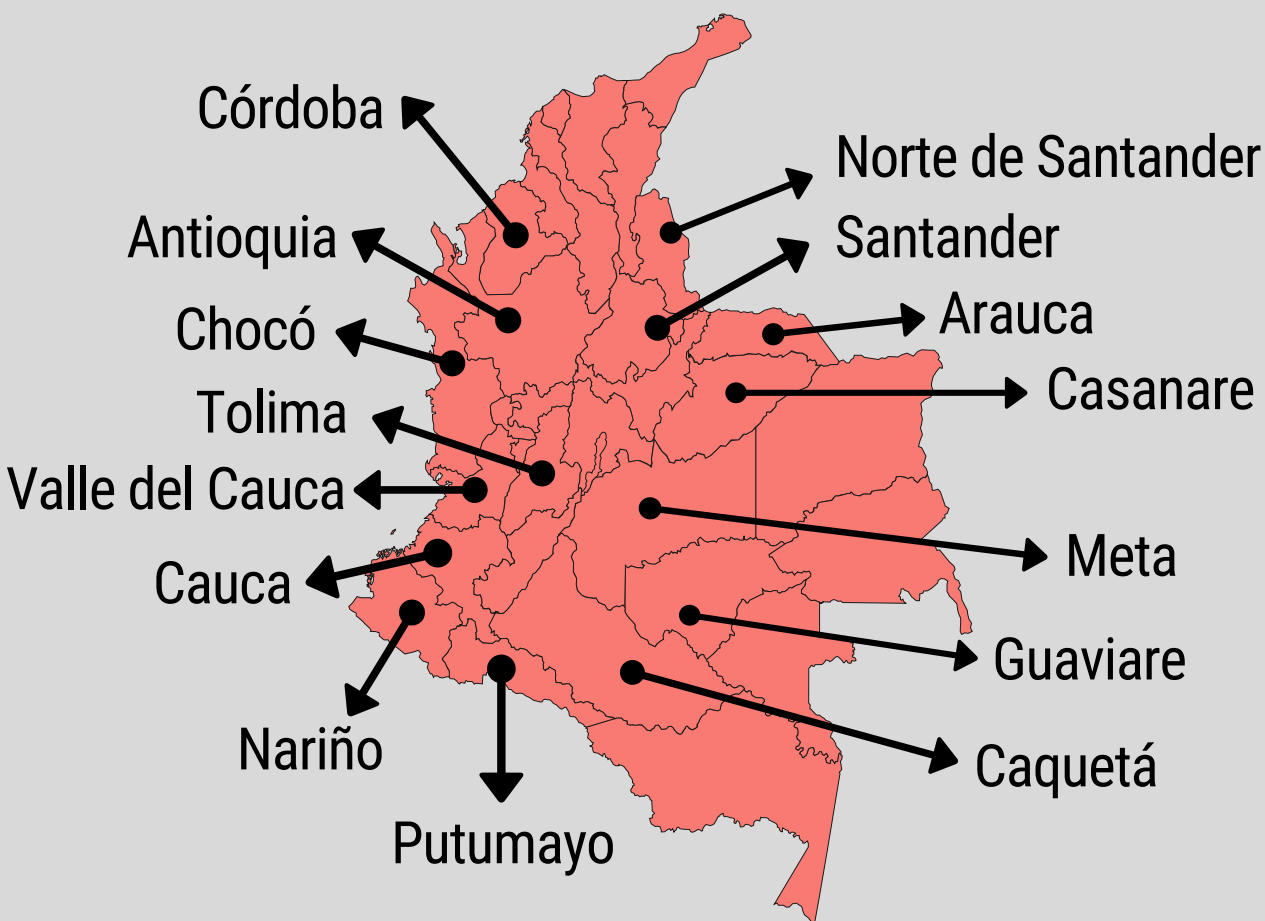 Córdoba
Norte de Santander
Antioquia
Santander
Chocó
Arauca
Tolima
Casanare
Valle del Cauca
Meta
Cauca
Guaviare
Nariño
Caquetá
Putumayo